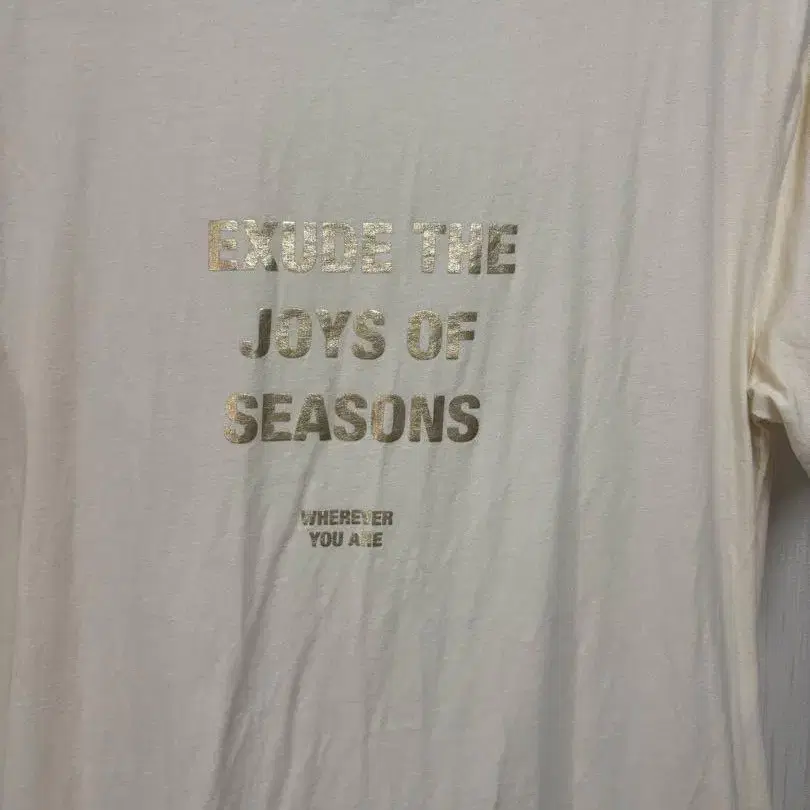 EXUDE THE
JOYS OF
SEASONS
WHEREVER
YOU ARE